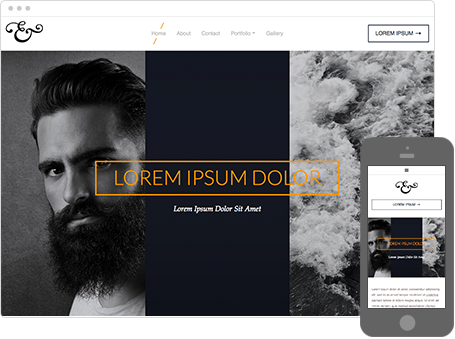 &
Home
About
Contact
Portfolio
Gallery
LOREM IPSUM →
LOREM IPSUM DOLOR
Lorem Ipsum Dolor Sit Amet
&
LOREM IPSUM →
LOREM IPSUM DOLOR
Lorem Ipsum Dolor Sit Amet